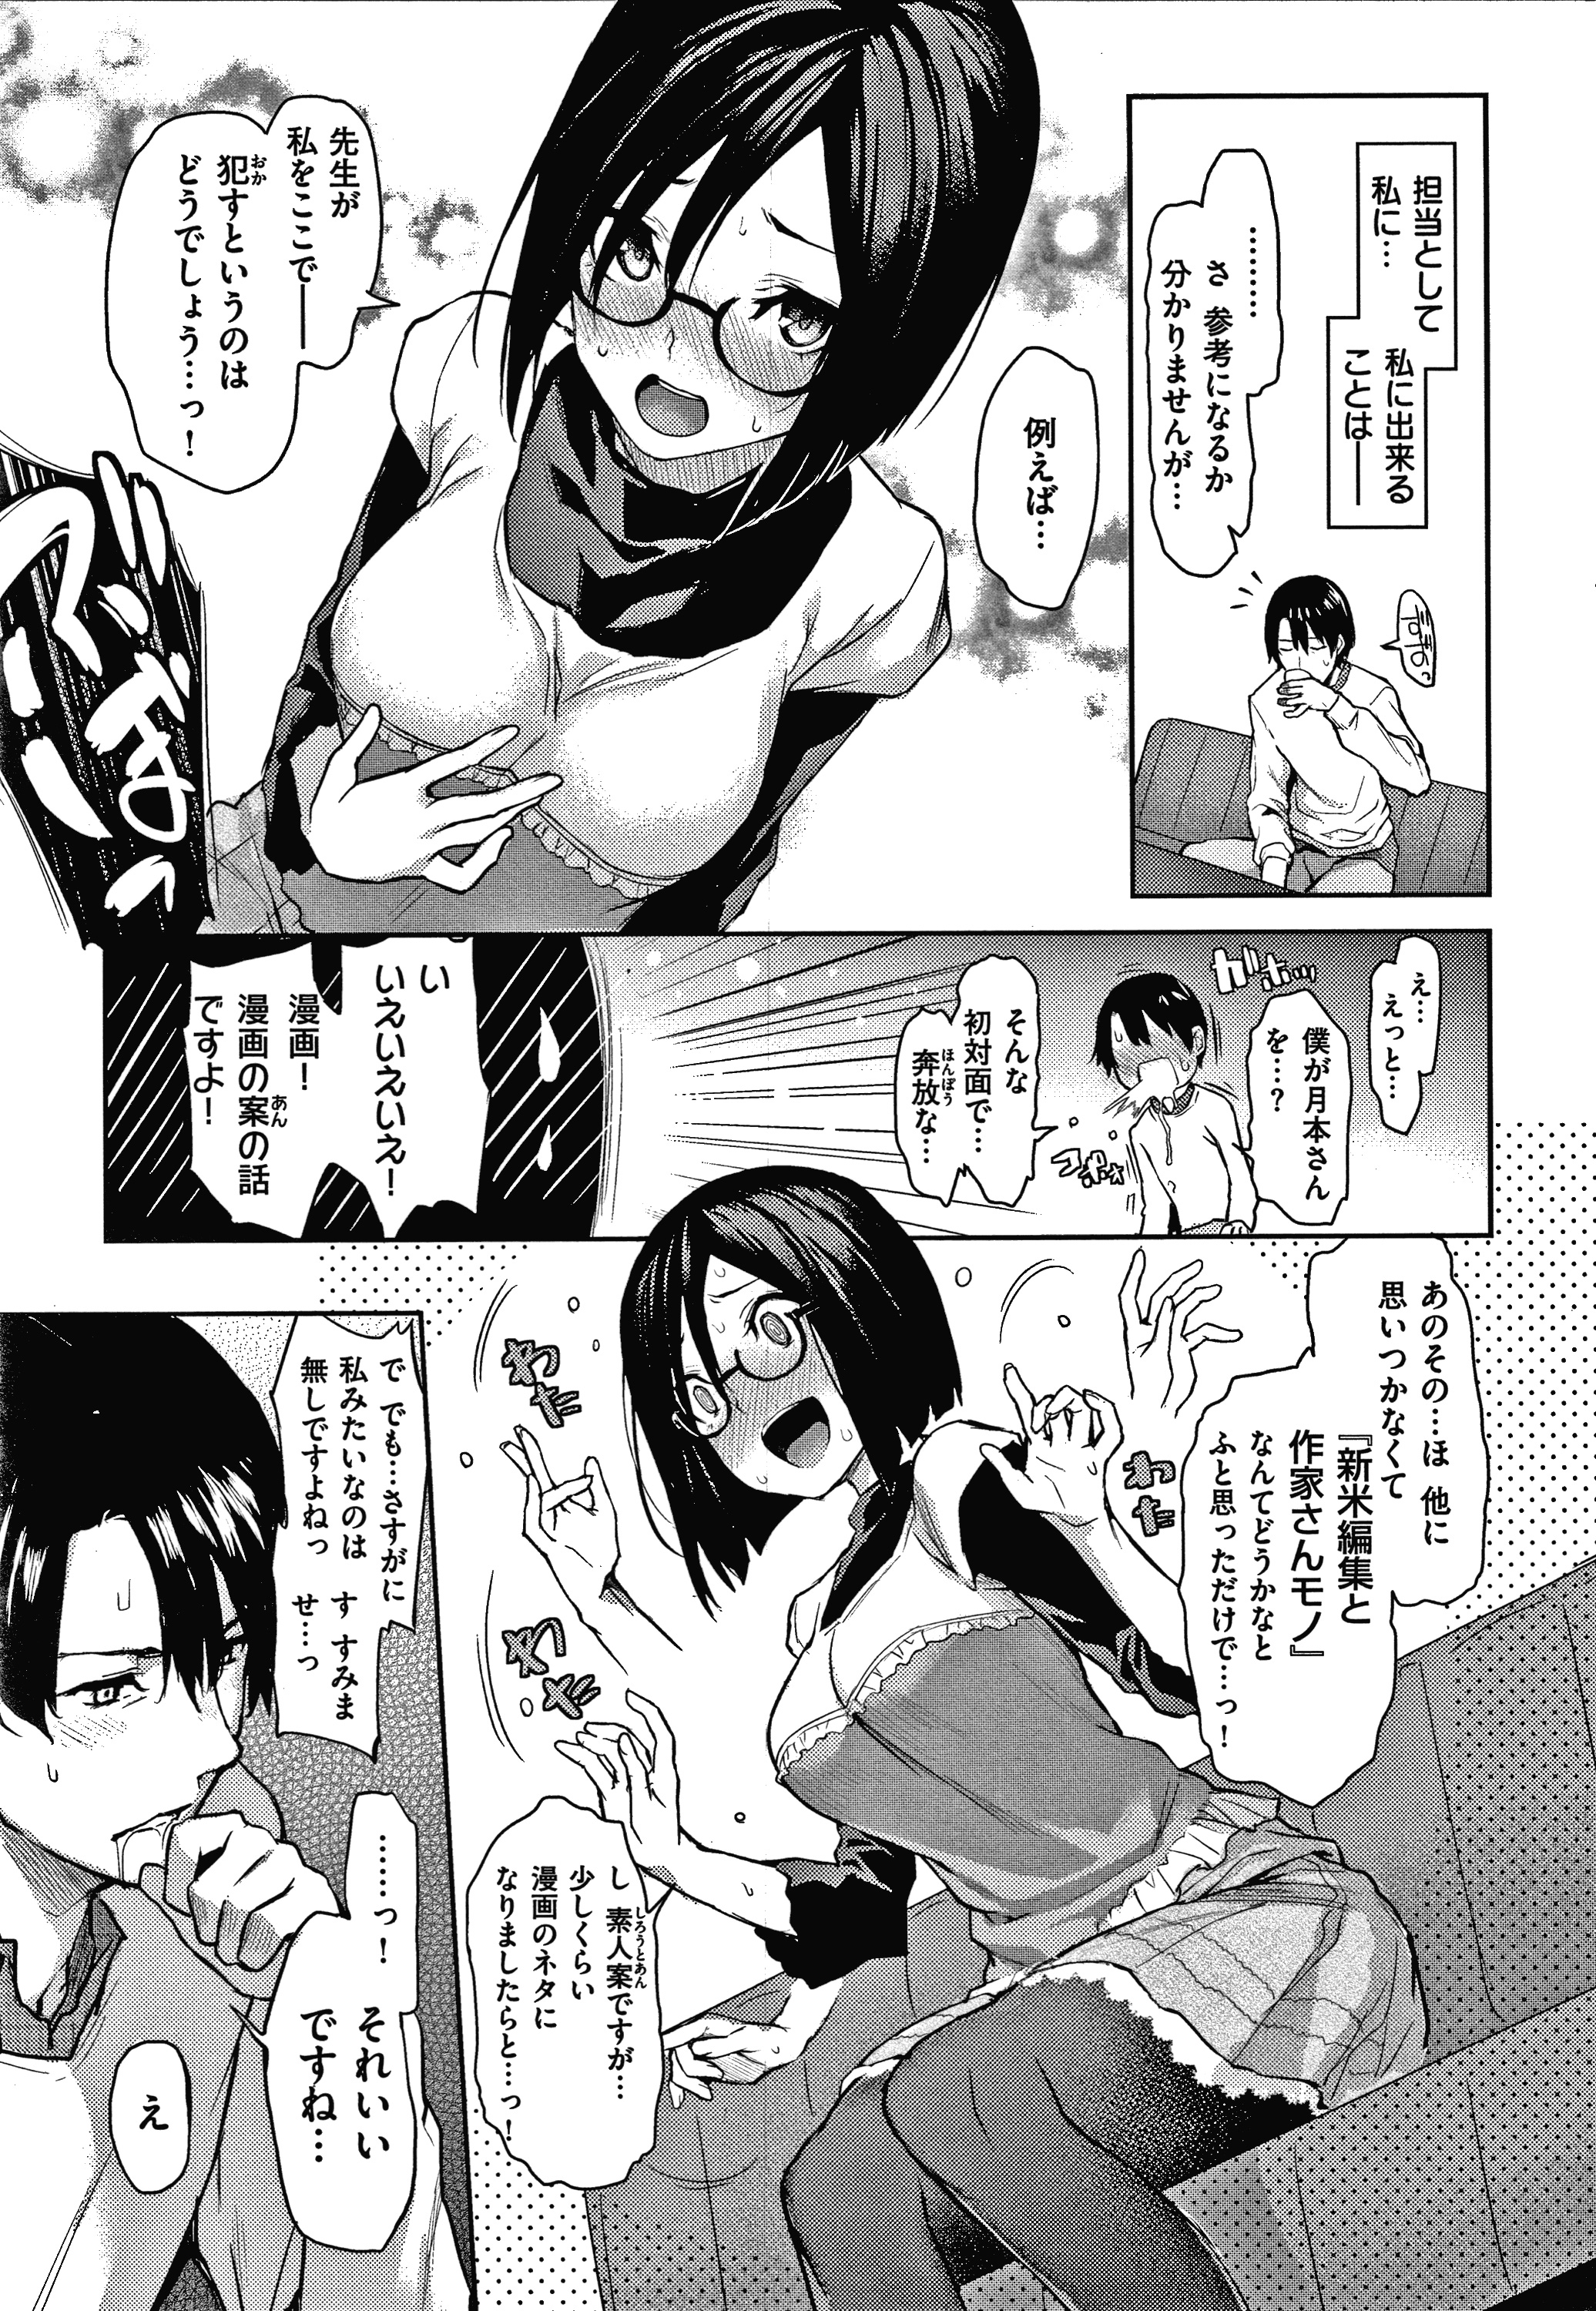 担当として
私に…
私に出来る
ことは——
………
さ 参考になるか
分かりませんが…
ずずっ
例えば…
先生が
私をここで——
犯すというのは
どうでしょう…っ！
え…
えっと…
僕が月本さん
を…？
ガホッ
ゴポォ
そんな
初対面で…
奔放な…
い
いえいえいえ！
漫画！
漫画の案の話
ですよ！
あのその…ほ 他に
思いつかなくて
『新米編集と
作家さんモノ』
なんてどうかなと
ふと思っただけで…っ！
わた
わた
わた
し 素人案ですが…
少しくらい
漫画のネタに
なりましたらと…っ！
で でも…さすがに
私みたいなのは
無しですよねっ
す すみま
せ…っ
……っ！
それいい
ですね…
え